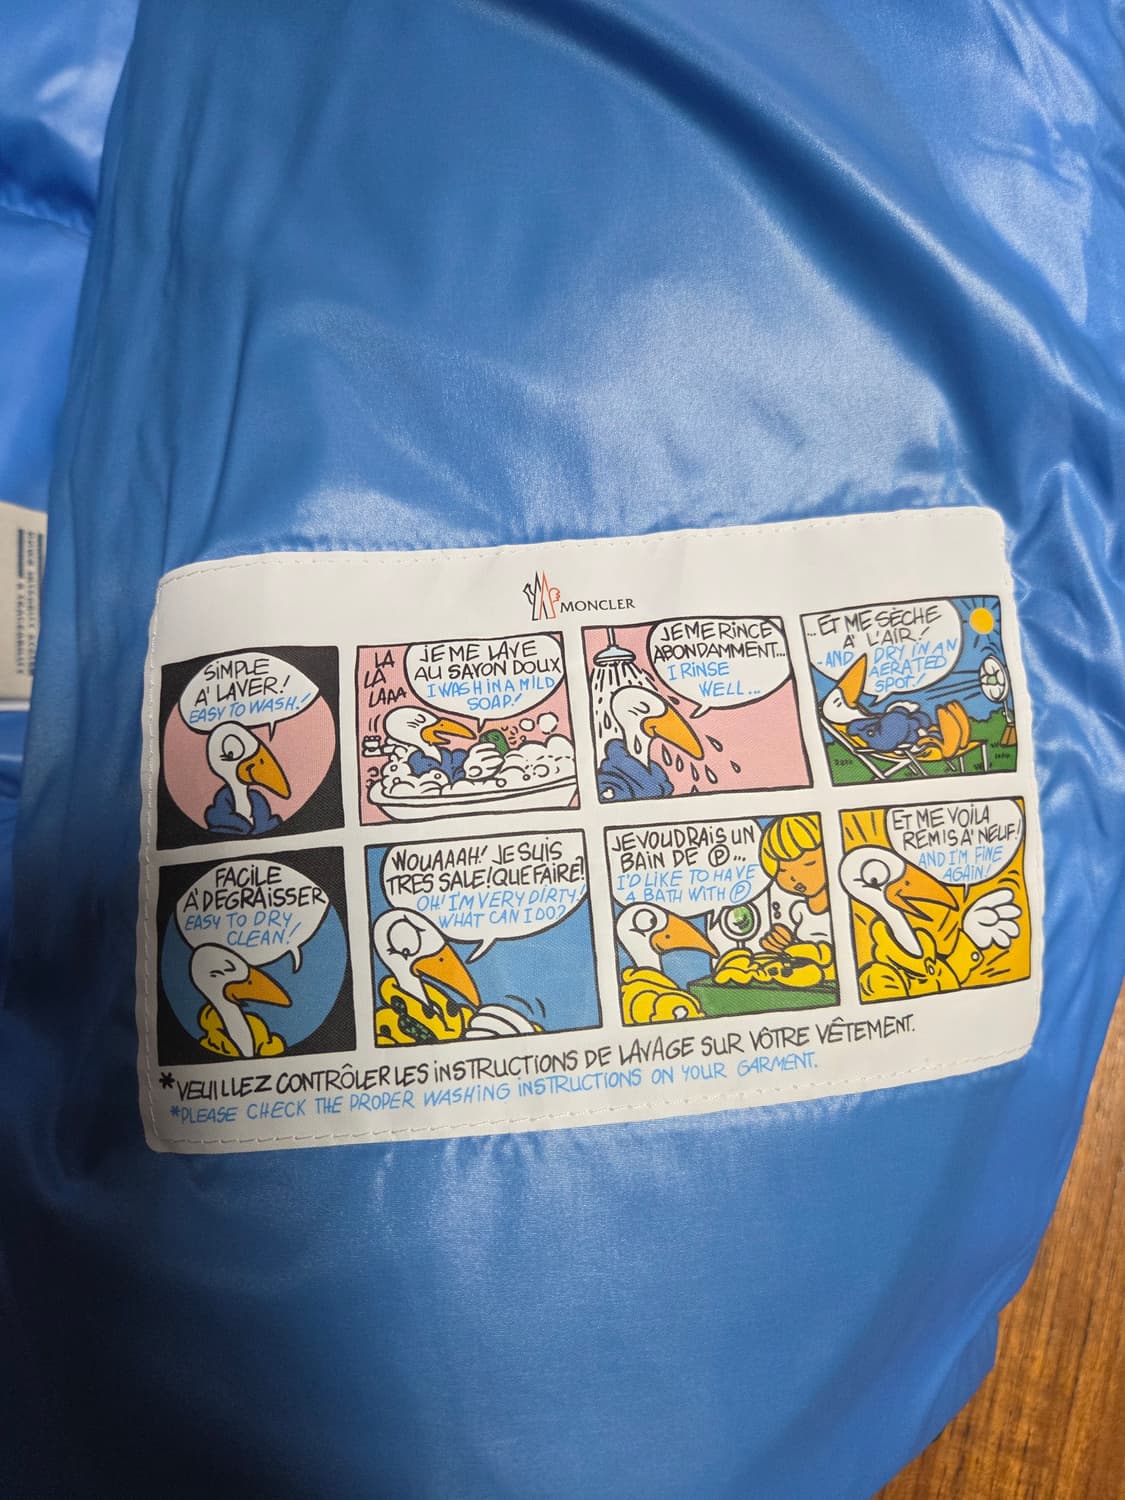 MONCLER
SIMPLE
A' LAVER!
EASY TO WASH!
LA
LA
LAAA
JE ME LAVE
AU SAVON DOUX
I WASH IN A MILD
SOAP!
JE ME RINCE
ABONDAMMENT...
I RINSE
WELL...
...ET ME SÈCHE
A' L'AIR!
-AND DRY IN AN
AERATED
SPOT!
FACILE
A' DÉGRAISSER
EASY TO DRY
CLEAN!
WOUAAAH! JE SUIS
TRES SALE! QUE FAIRE?
OH! I'M VERY DIRTY!
WHAT CAN I DO?
JE VOUDRAIS UN
BAIN DE Ⓟ...
I'D LIKE TO HAVE
A BATH WITH Ⓟ
ET ME VOILA
REMIS A' NEUF!
AND I'M FINE
AGAIN!
*VEUILLEZ CONTRÔLER LES INSTRUCTIONS DE LAVAGE SUR VÔTRE VÊTEMENT.
*PLEASE CHECK THE PROPER WASHING INSTRUCTIONS ON YOUR GARMENT.